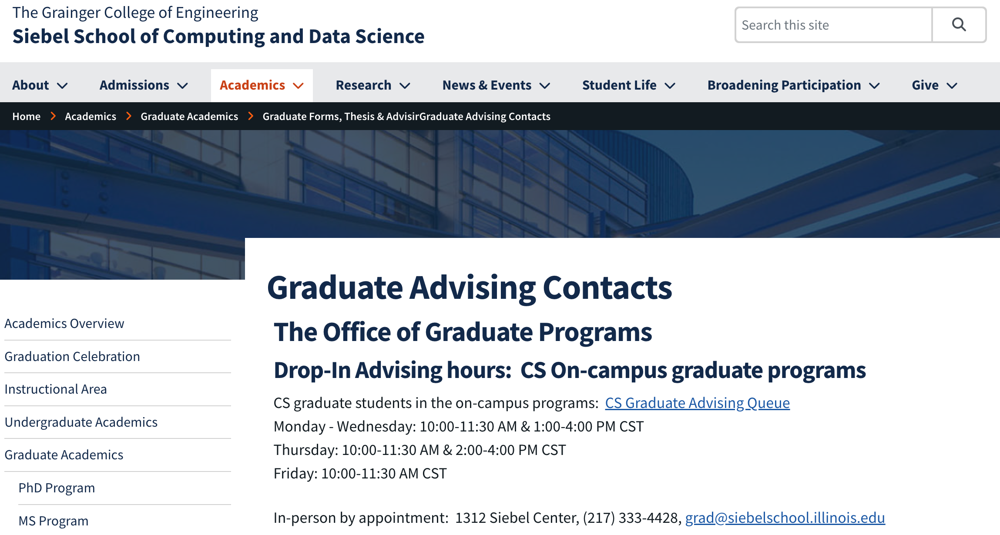 The Grainger College of Engineering
Siebel School of Computing and Data Science
Search this site
About Admissions Academics Research News & Events Student Life Broadening Participation Give
Home Academics Graduate Academics Graduate Forms, Thesis & AdvisirGraduate Advising Contacts
Graduate Advising Contacts
The Office of Graduate Programs
Drop-In Advising hours: CS On-campus graduate programs
CS graduate students in the on-campus programs: CS Graduate Advising Queue
Monday - Wednesday: 10:00-11:30 AM & 1:00-4:00 PM CST
Thursday: 10:00-11:30 AM & 2:00-4:00 PM CST
Friday: 10:00-11:30 AM CST
In-person by appointment: 1312 Siebel Center, (217) 333-4428, grad@siebelschool.illinois.edu
Academics Overview
Graduation Celebration
Instructional Area
Undergraduate Academics
Graduate Academics
PhD Program
MS Program